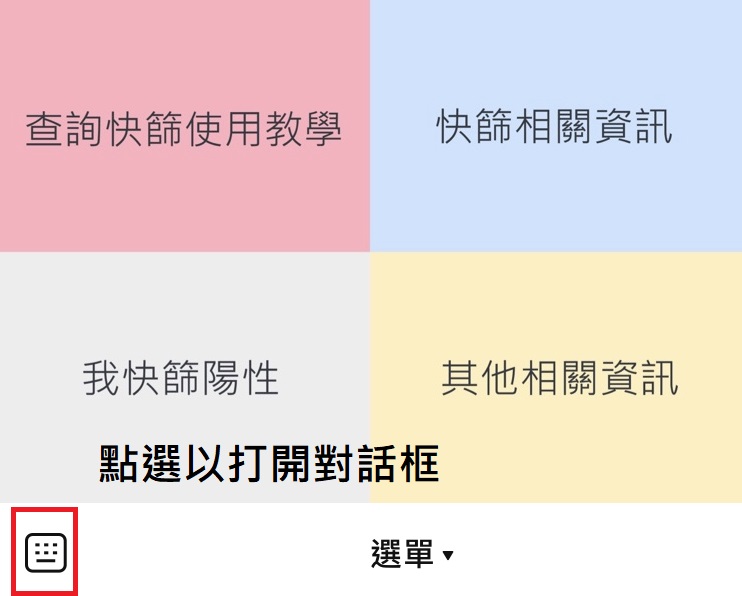 查詢快篩使用教學
快篩相關資訊
我快篩陽性
其他相關資訊
點選以打開對話框
選單▾